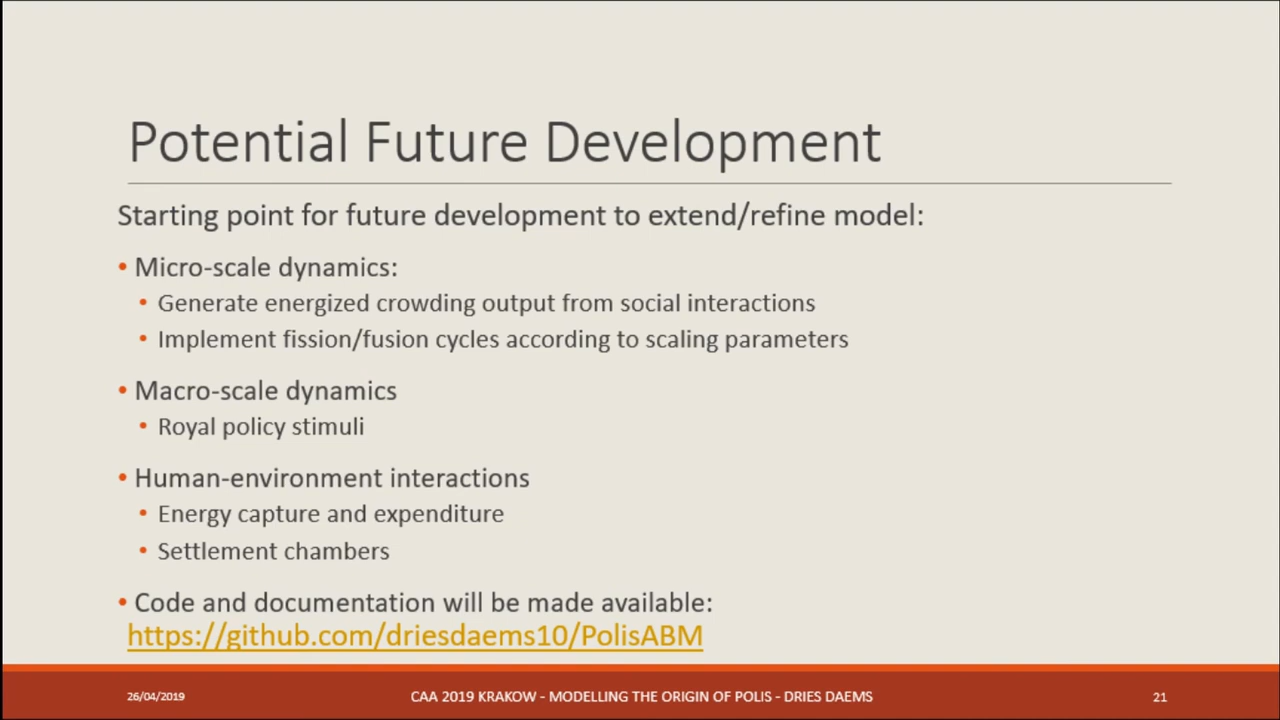 Potential Future Development
Starting point for future development to extend/refine model:
• Micro-scale dynamics:
• Generate energized crowding output from social interactions
• Implement fission/fusion cycles according to scaling parameters
• Macro-scale dynamics
• Royal policy stimuli
• Human-environment interactions
• Energy capture and expenditure
• Settlement chambers
• Code and documentation will be made available:
https://github.com/driesdaems10/PolisABM
26/04/2019
CAA 2019 KRAKOW - MODELLING THE ORIGIN OF POLIS - DRIES DAEMS
21